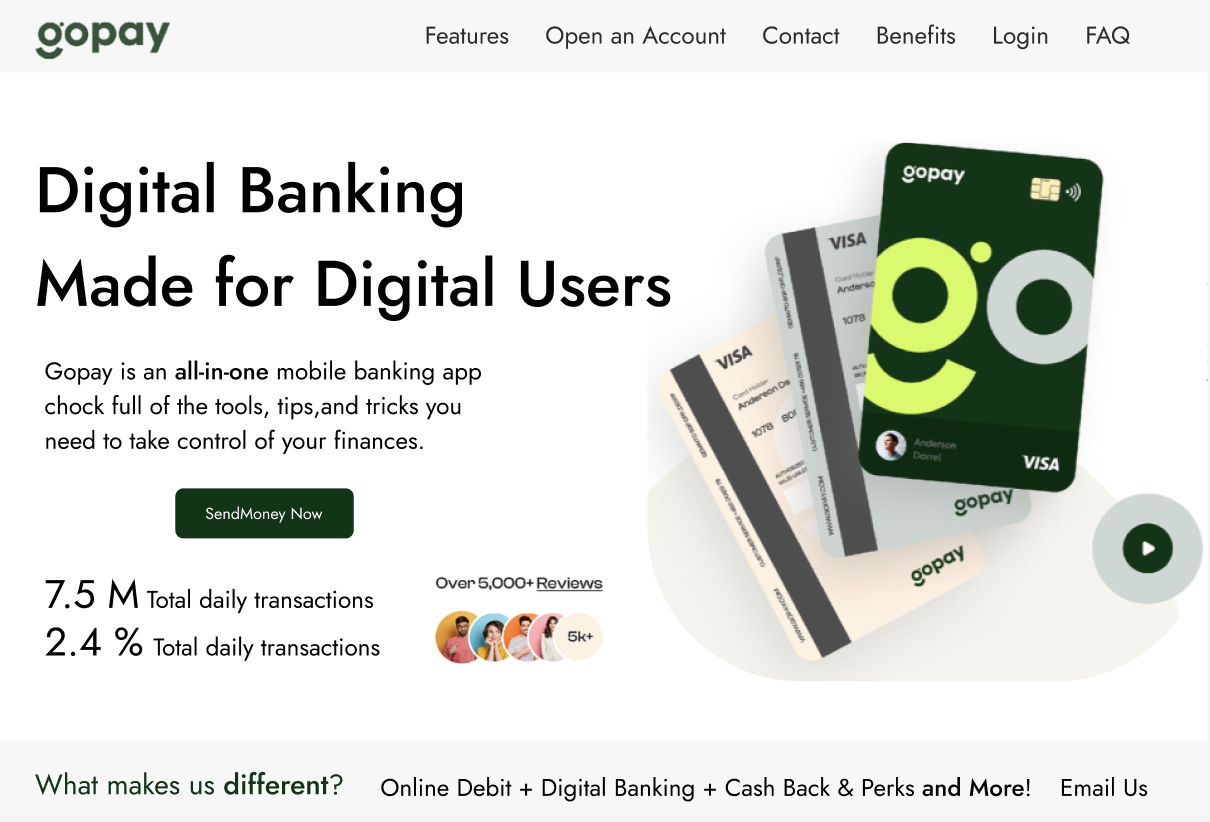 gopay
Features Open an Account Contact Benefits Login FAQ
Digital Banking
Made for Digital Users
Gopay is an all-in-one mobile banking app
chock full of the tools, tips,and tricks you
need to take control of your finances.
SendMoney Now
7.5 M Total daily transactions
2.4 % Total daily transactions
Over 5,000+ Reviews
5k+
gopay
go
Anderson
Darrel
VISA
VISA
Card Holder
1078
gopay
VISA
Card Holder
Anderson
1078
gopay
What makes us different?
Online Debit + Digital Banking + Cash Back & Perks and More!
Email Us